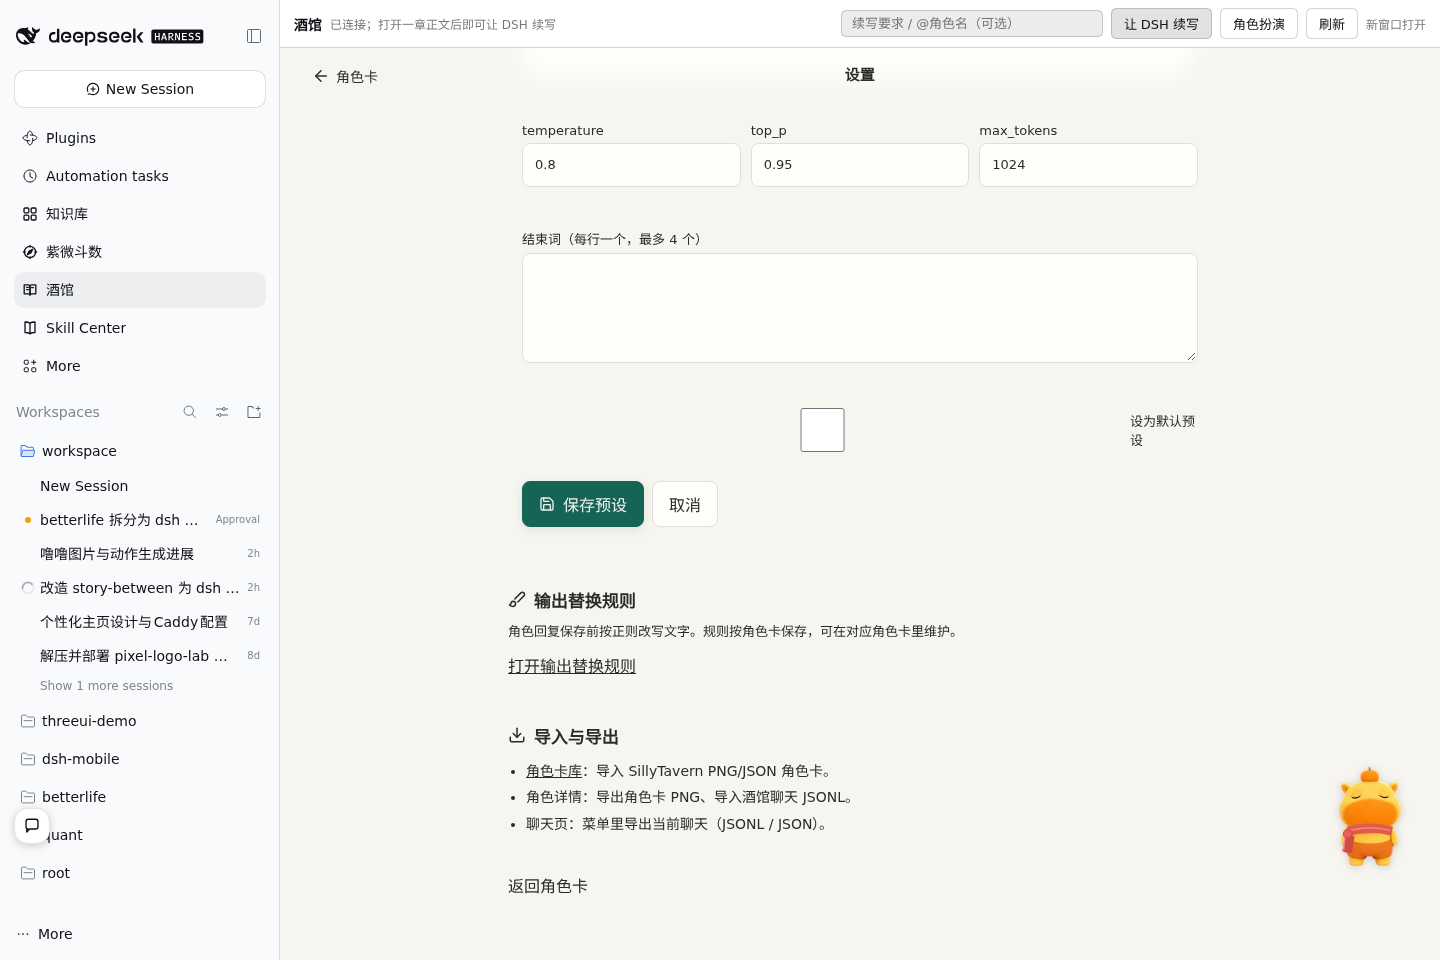 deepseek HARNESS
New Session
Plugins
Automation tasks
知识库
紫微斗数
酒馆
Skill Center
More
Workspaces
workspace
New Session
betterlife 拆分为 dsh ... Approval
噜噜图片与动作生成进展 2h
改造 story-between 为 dsh ... 2h
个性化主页设计与Caddy配置 7d
解压并部署 pixel-logo-lab ... 8d
Show 1 more sessions
threeui-demo
dsh-mobile
betterlife
quant
root
More
酒馆 已连接；打开一章正文后即可让 DSH 续写
续写要求 / @角色名（可选）
让 DSH 续写
角色扮演
刷新
新窗口打开
角色卡
设置
temperature
top_p
max_tokens
0.8
0.95
1024
结束词（每行一个，最多 4 个）
设为默认预
设
保存预设
取消
输出替换规则
角色回复保存前按正则改写文字。规则按角色卡保存，可在对应角色卡里维护。
打开输出替换规则
导入与导出
角色卡库：导入 SillyTavern PNG/JSON 角色卡。
角色详情：导出角色卡 PNG、导入酒馆聊天 JSONL。
聊天页：菜单里导出当前聊天（JSONL / JSON）。
返回角色卡